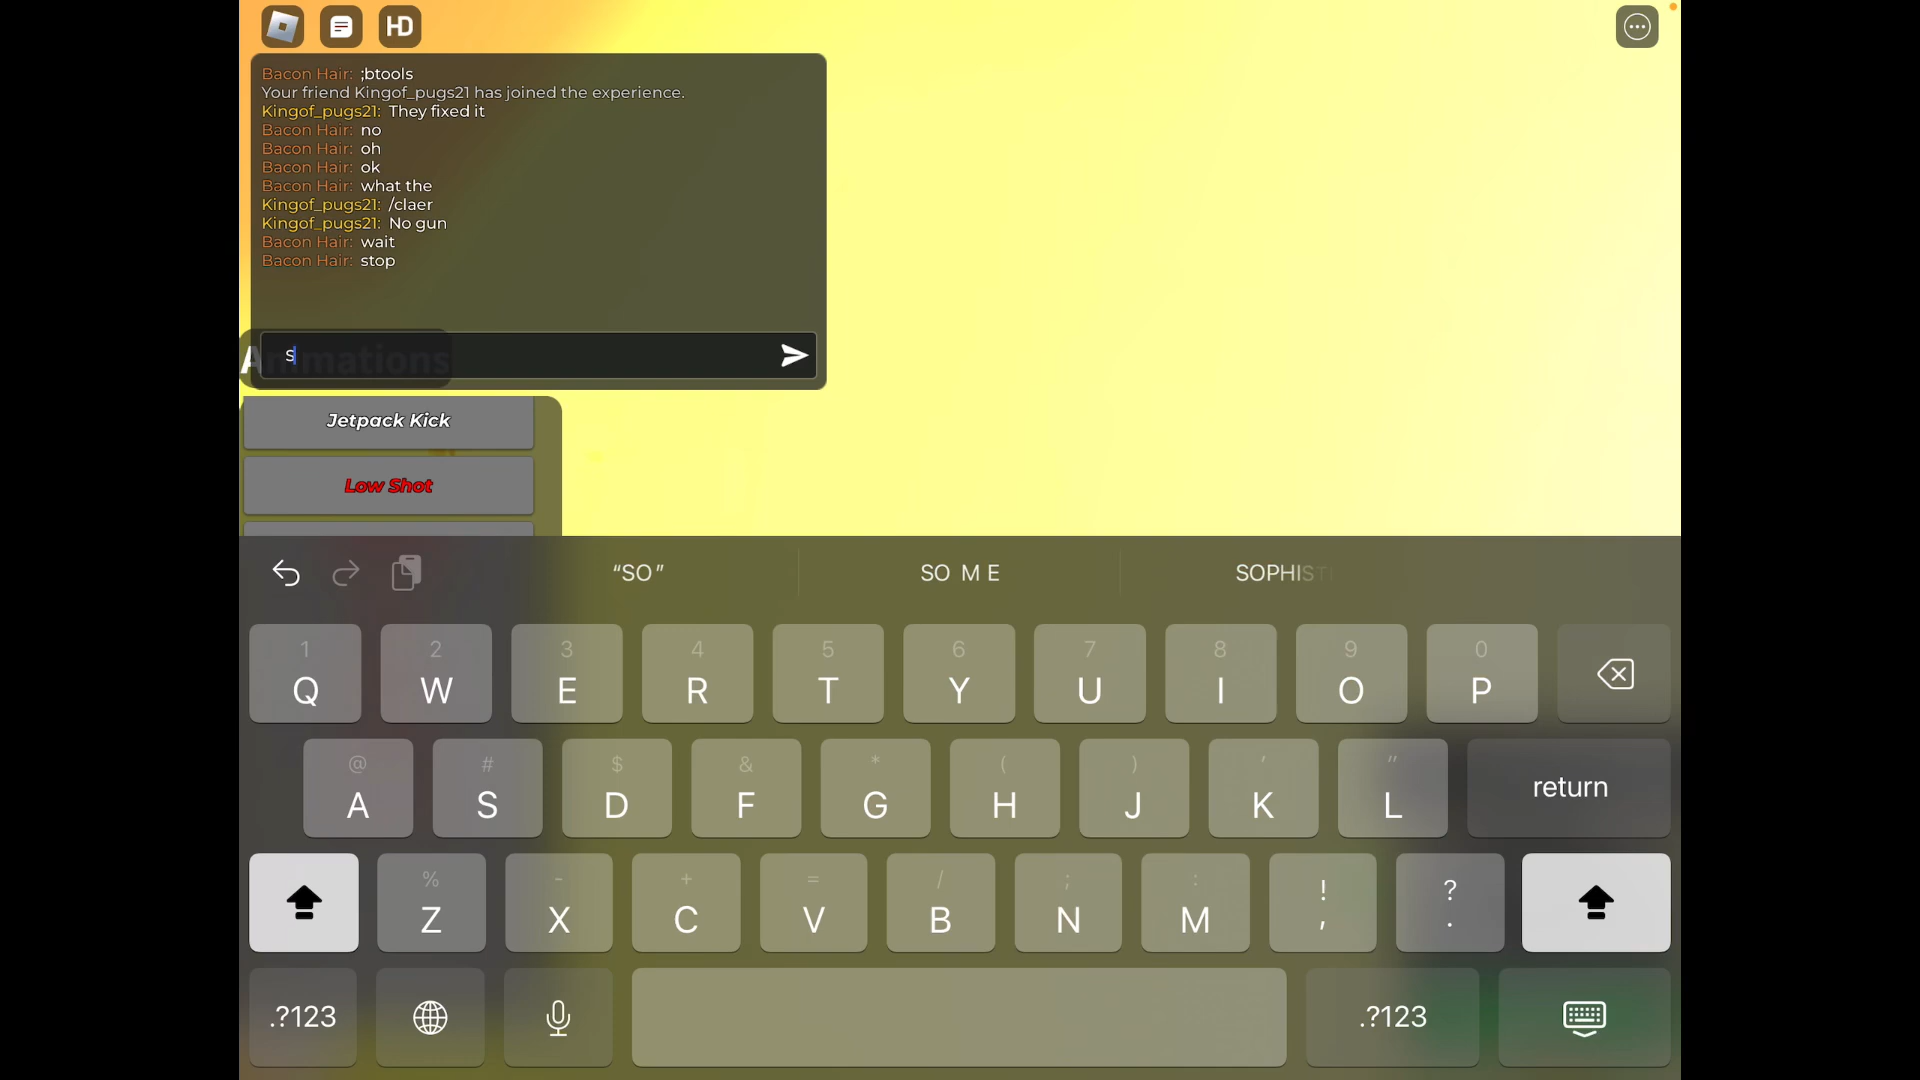 HD
Bacon Hair: ;btools
Your friend Kingof_pugs21 has joined the experience.
Kingof_pugs21: They fixed it
Bacon Hair: no
Bacon Hair: oh
Bacon Hair: ok
Bacon Hair: what the
Kingof_pugs21: /claer
Kingof_pugs21: No gun
Bacon Hair: wait
Bacon Hair: stop
s
Animations
Jetpack Kick
Low Shot
“SO” SO M E SOPHIST
1 2 3 4 5 6 7 8 9 0
Q W E R T Y U I O P
@ # $ & * ( ) ' "
A S D F G H J K L return
% - + = / ; : ! ?
Z X C V B N M , .
.?123 .?123